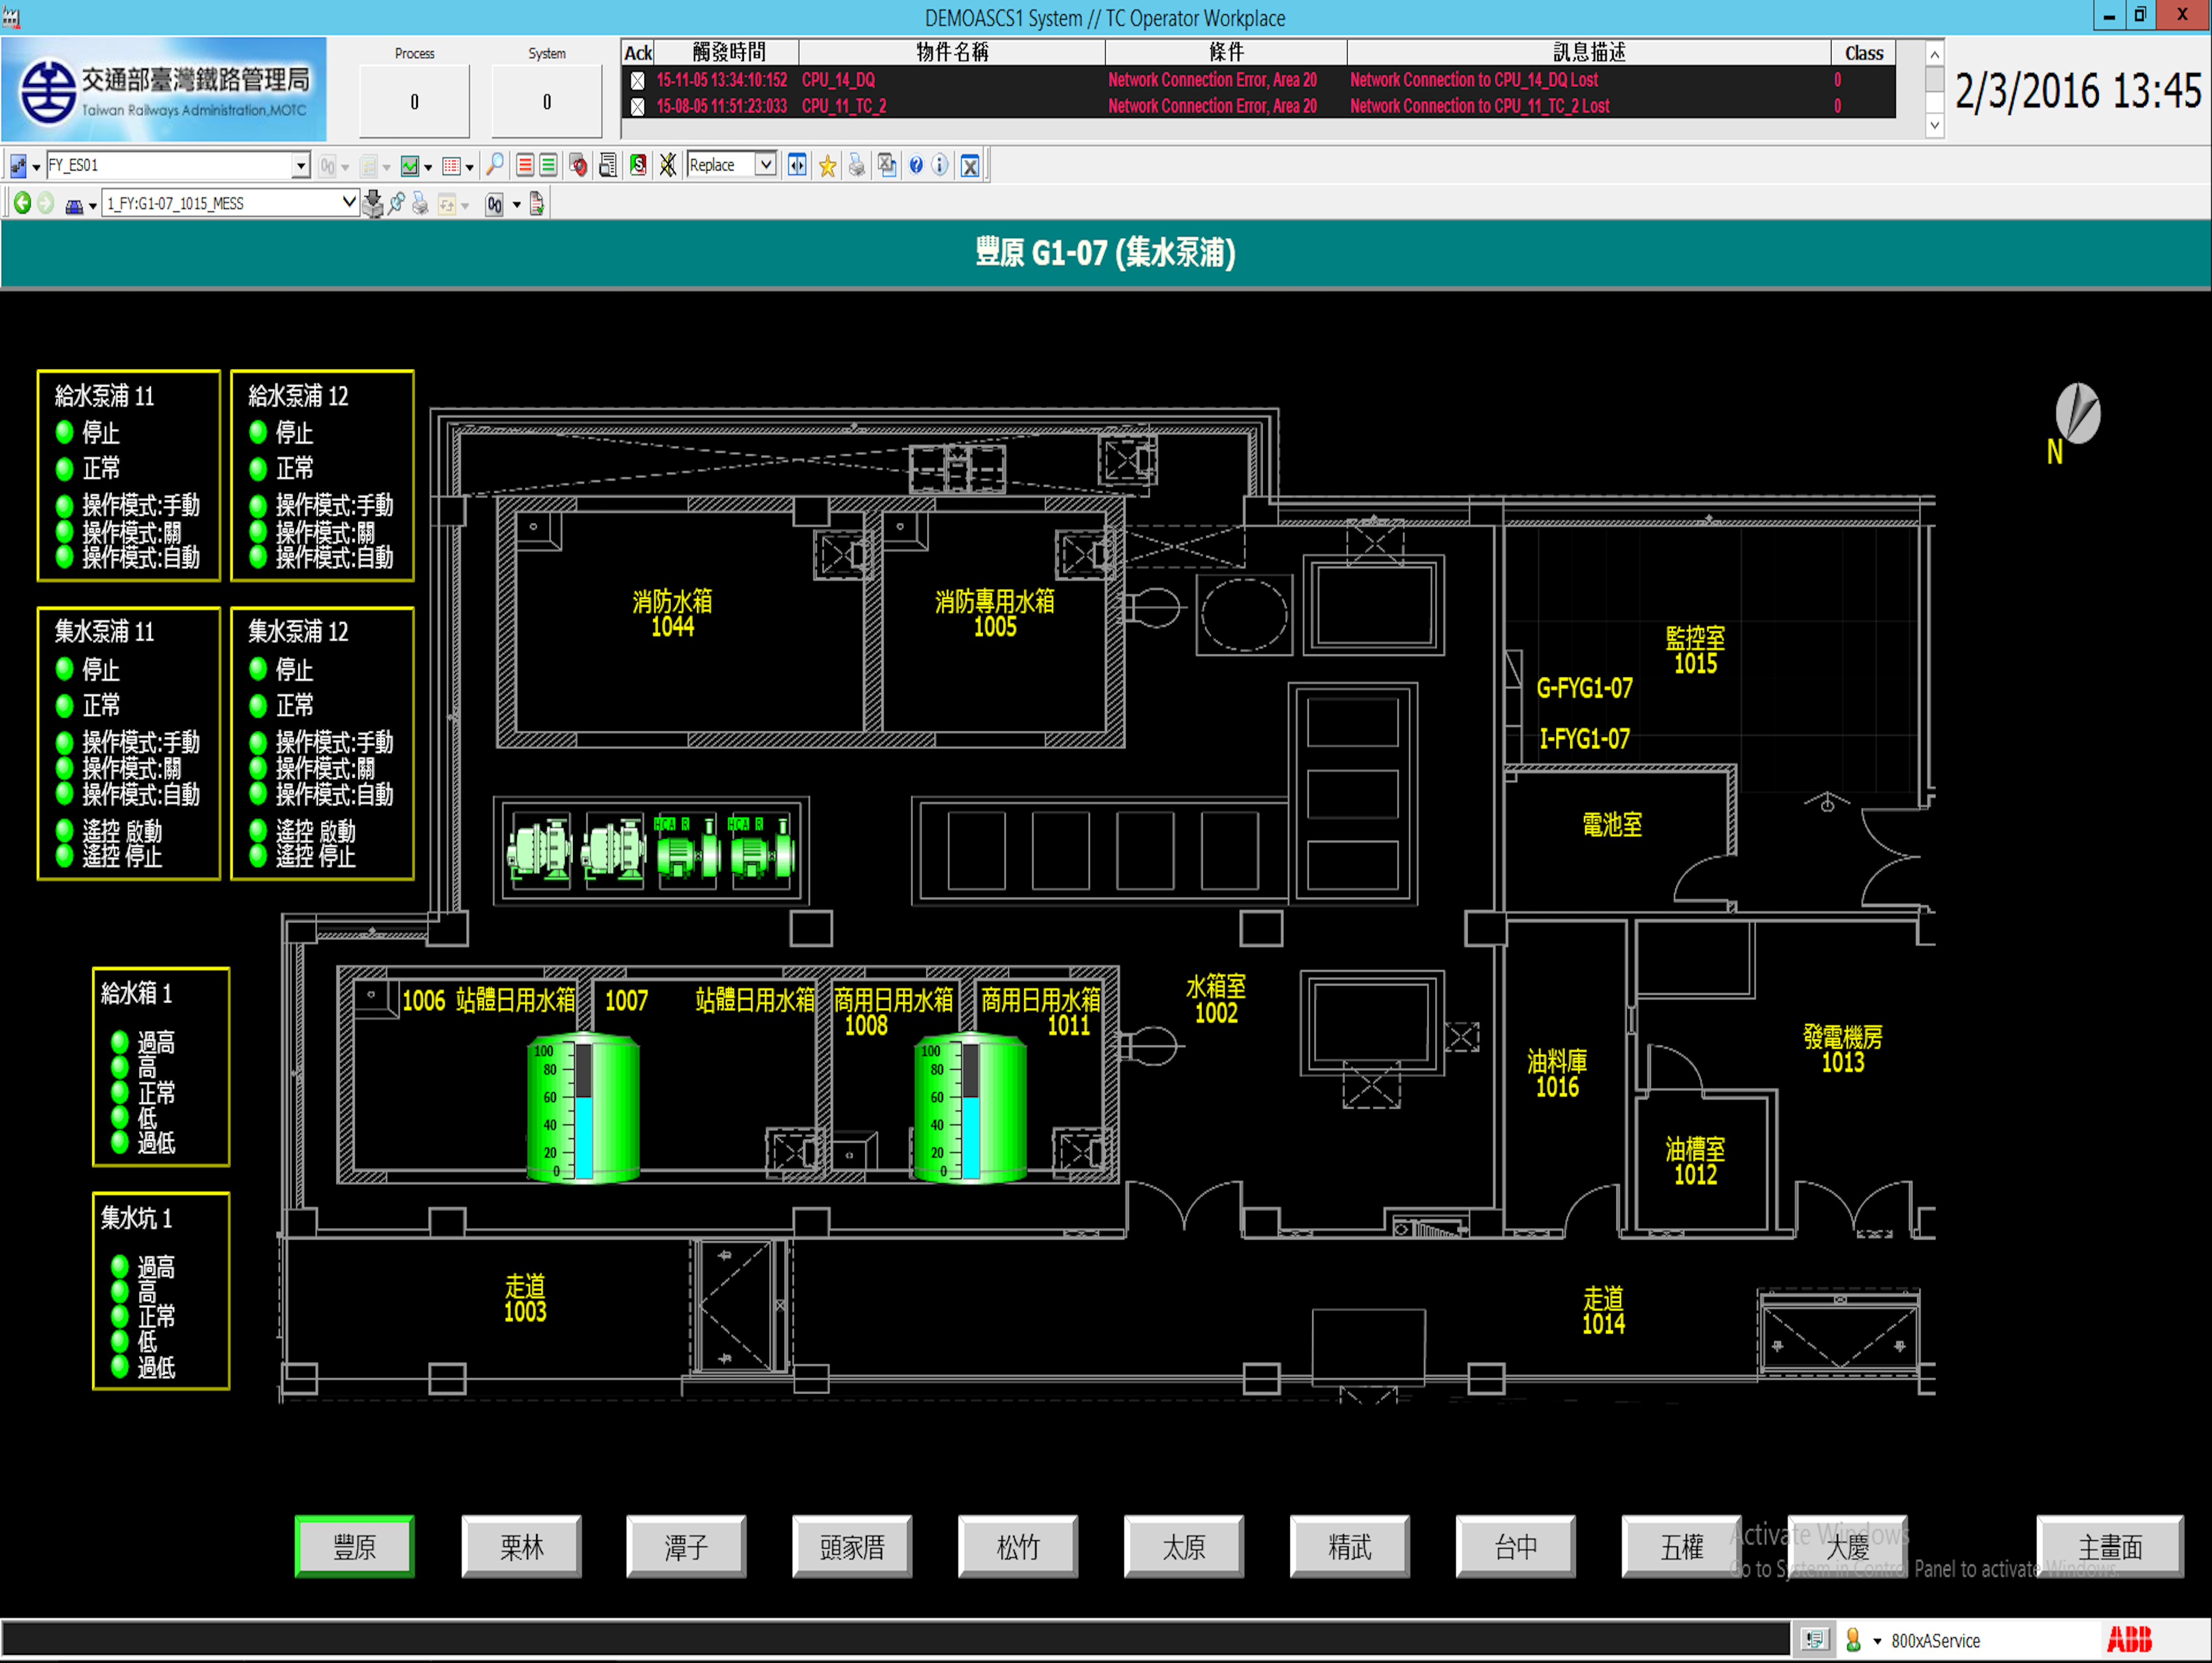 DEMOASCS1 System // TC Operator Workplace
交通部臺灣鐵路管理局
Taiwan Railways Administration,MOTC
Process
0
System
0
Ack 觸發時間 物件名稱 條件 訊息描述 Class
15-11-05 13:34:10:152 CPU_14_DQ Network Connection Error, Area 20 Network Connection to CPU_14_DQ Lost 0
15-08-05 11:51:23:033 CPU_11_TC_2 Network Connection Error, Area 20 Network Connection to CPU_11_TC_2 Lost 0
2/3/2016 13:45
FY_ES01
Replace
1_FY:G1-07_1015_MESS
豐原 G1-07 (集水泵浦)
給水泵浦 11
停止
正常
操作模式:手動
操作模式:關
操作模式:自動
給水泵浦 12
停止
正常
操作模式:手動
操作模式:關
操作模式:自動
集水泵浦 11
停止
正常
操作模式:手動
操作模式:關
操作模式:自動
遙控 啟動
遙控 停止
集水泵浦 12
停止
正常
操作模式:手動
操作模式:關
操作模式:自動
遙控 啟動
遙控 停止
給水箱 1
過高
高
正常
低
過低
集水坑 1
過高
高
正常
低
過低
N
消防水箱
1044
消防專用水箱
1005
監控室
1015
G-FYG1-07
I-FYG1-07
電池室
HCA R
HCA R
1006 站體日用水箱
1007 站體日用水箱
商用日用水箱
1008
商用日用水箱
1011
水箱室
1002
100
80
60
40
20
0
100
80
60
40
20
0
油料庫
1016
發電機房
1013
油槽室
1012
走道
1003
走道
1014
豐原
栗林
潭子
頭家厝
松竹
太原
精武
台中
五權
大慶
主畫面
Activate Windows
Go to System in Control Panel to activate Windows.
800xAService
ABB